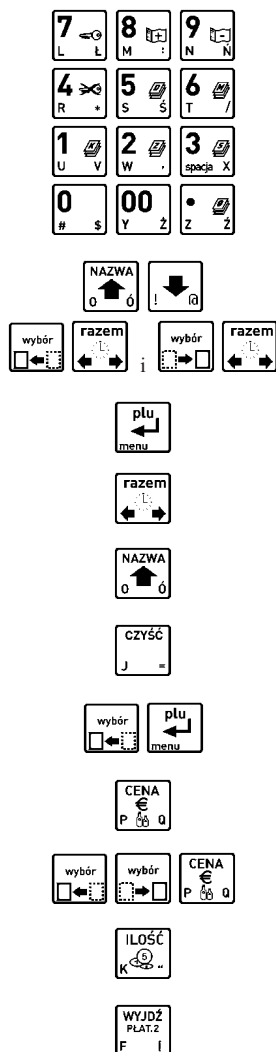 7 8 9
L Ł M : N Ń
4 5 6
R * S Ś T /
1 2 3
U V W , spacja X
0 00 •
# $ Y Ż Z Ź
NAZWA
O Ó ! @
wybór razem i wybór razem
plu
menu
razem
NAZWA
O Ó
CZYŚĆ
J =
wybór plu
menu
CENA
€
P Q
wybór wybór CENA
€
P Q
ILOŚĆ
5
K "
WYJDŹ
PŁAT.2